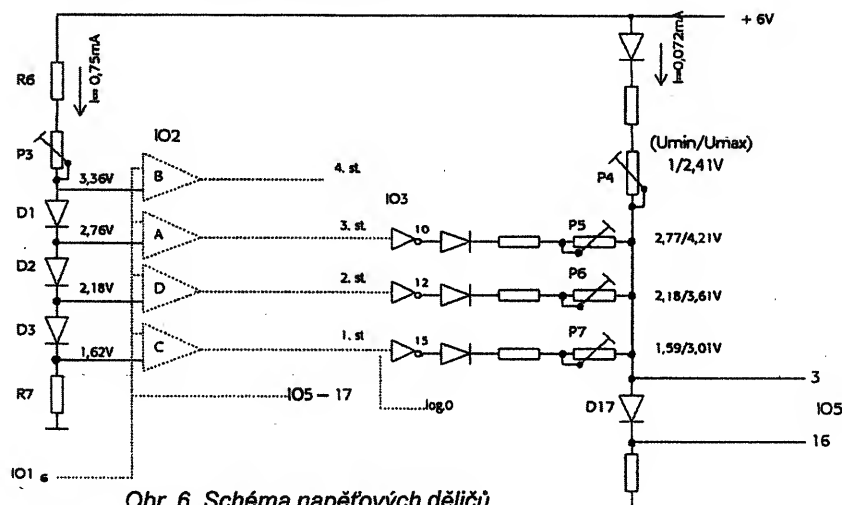 + 6V
I= 0,75mA
I=0,072mA
R6
P3
IO2
(Umin/Umax)
1/2,41V
P4
B
4. st.
3,36V
D1
IO3
A
3. st.
10
P5
2,77/4,21V
2,76V
D2
D
2. st.
12
P6
2,18/3,61V
2,18V
D3
C
1. st.
15
P7
1,59/3,01V
1,62V
R7
3
IO5 – 17
log.0
D17
IO5
16
IO1 6
Obr. 6. Schéma napěťových děličů